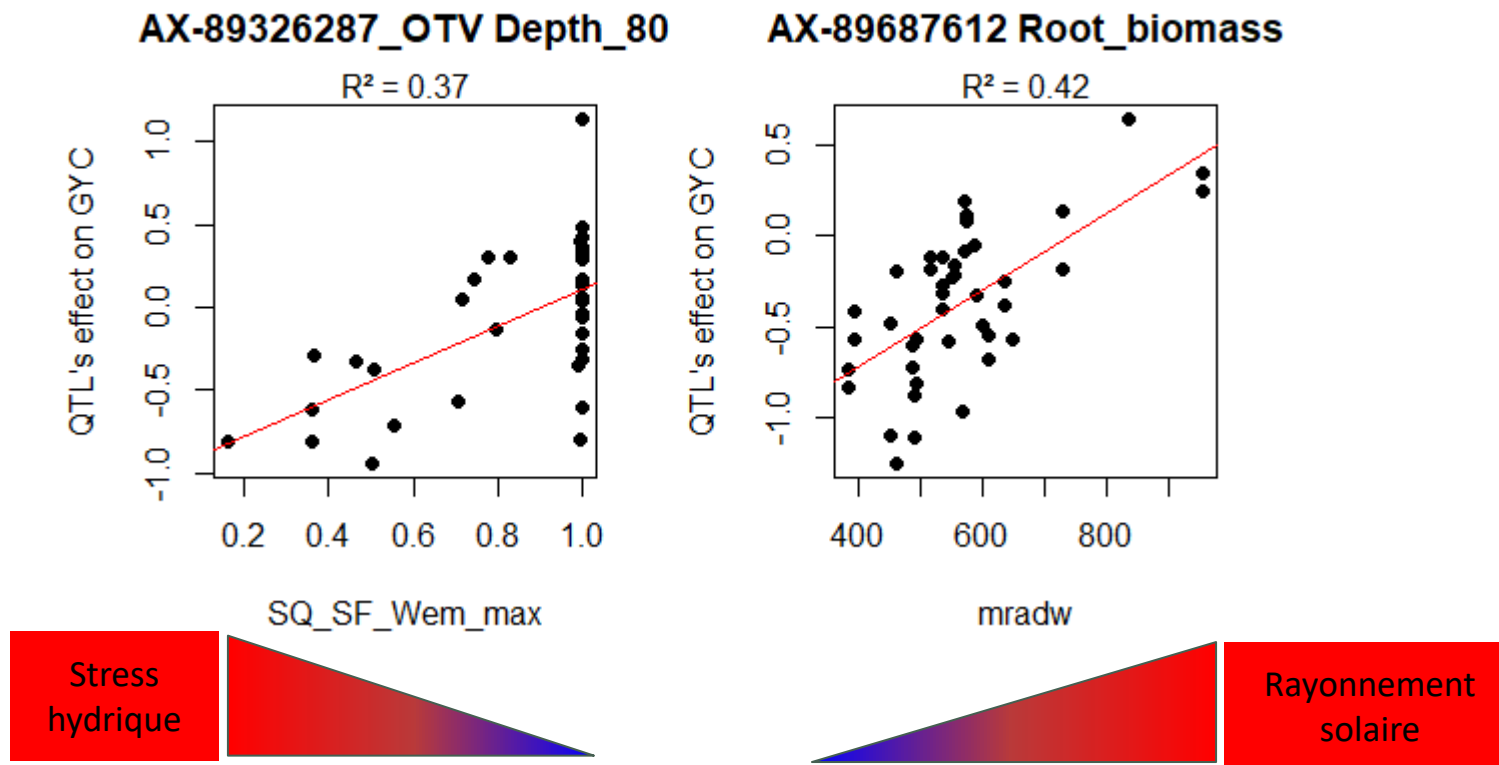 AX-89326287_OTV Depth_80
R² = 0.37
QTL's effect on GYC
1.0
0.5
0.0
-0.5
-1.0
0.2 0.4 0.6 0.8 1.0
SQ_SF_Wem_max
Stress
hydrique
AX-89687612 Root_biomass
R² = 0.42
QTL's effect on GYC
0.5
0.0
-0.5
-1.0
400 600 800
mradw
Rayonnement
solaire